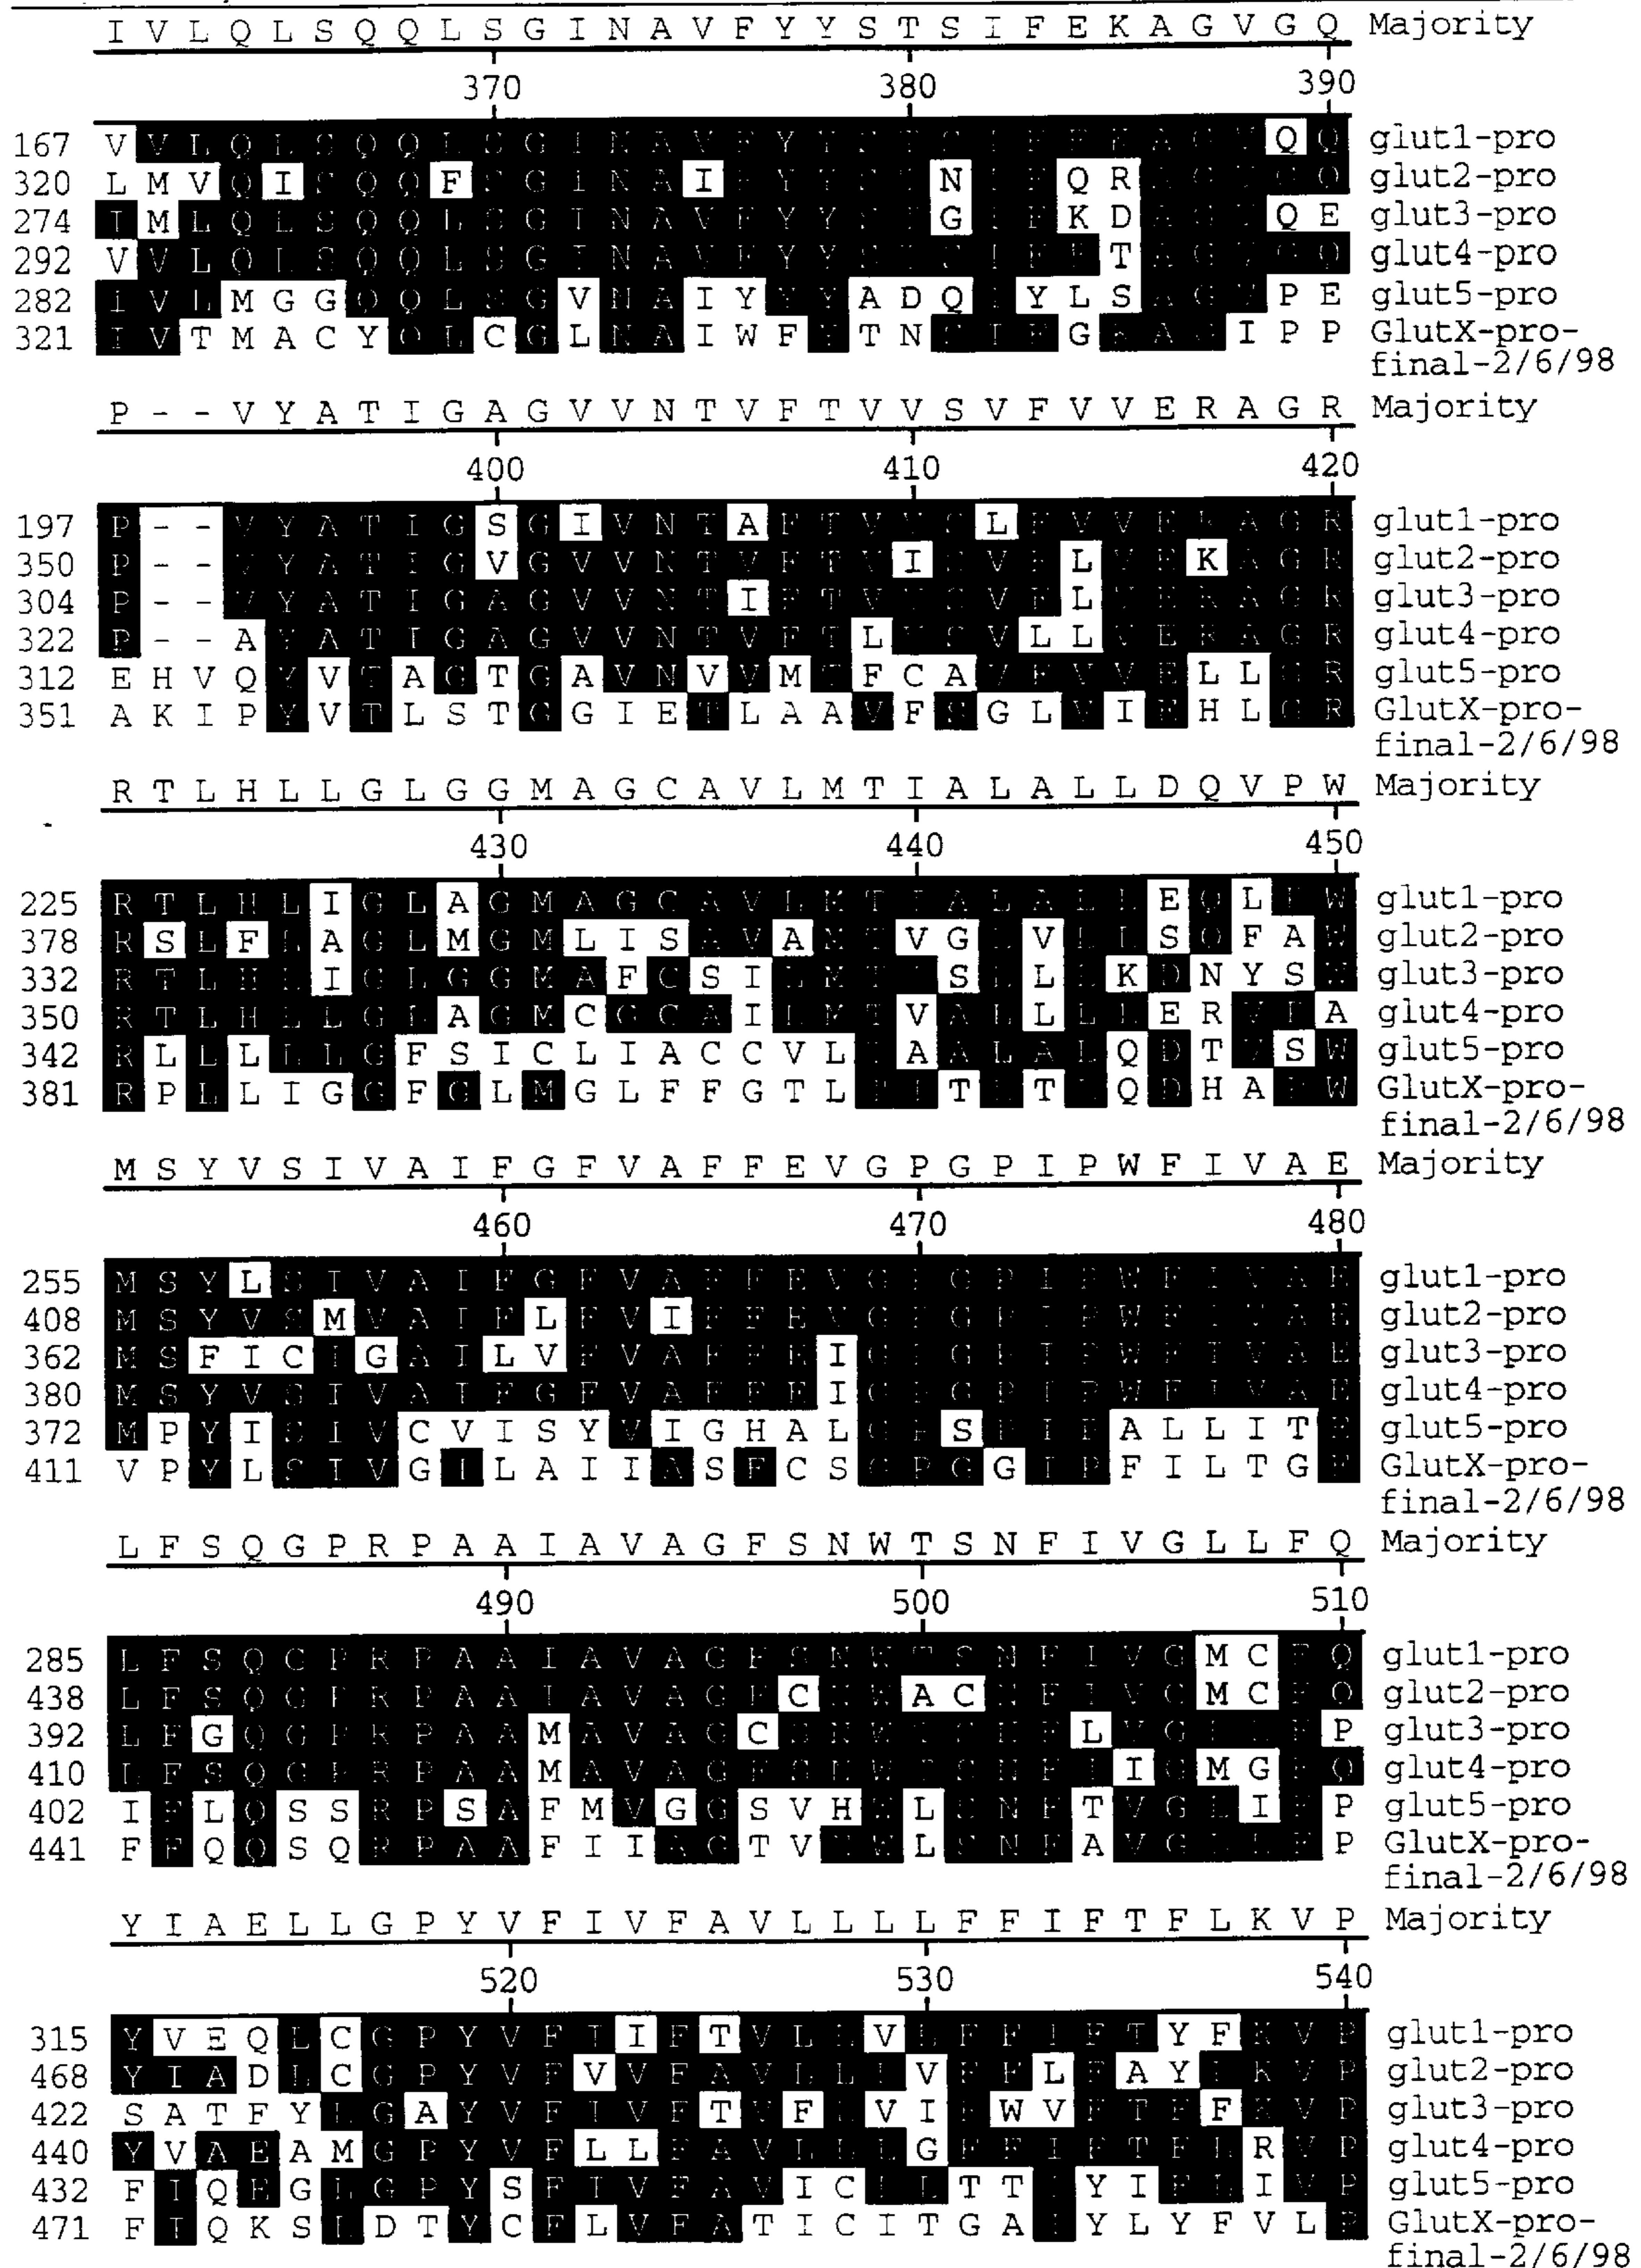 I V L Q L S Q Q L S G I N A V F Y Y S T S I F E K A G V G Q Majority
370 380 390
167 V V L Q L S Q Q L S G I N A V F Y Y S T S I F E K A G V Q Q glut1-pro
320 L M V Q I S Q Q F S G I N A I F Y Y S T N I F Q R A G V G Q glut2-pro
274 I M L Q L S Q Q L S G I N A V F Y Y S T G I F K D A G V Q E glut3-pro
292 V V L Q L S Q Q L S G I N A V F Y Y S T S I F E T A G V G Q glut4-pro
282 I V L M G G Q Q L S G V N A I Y Y Y A D Q I Y L S A G V P E glut5-pro
321 I V T M A C Y Q L C G L N A I W F Y T N S I F G K A G I P P GlutX-pro-
final-2/6/98
P - - V Y A T I G A G V V N T V F T V V S V F V V E R A G R Majority
400 410 420
197 P - - V Y A T I G S G I V N T A F T V V S L F V V E R A G R glut1-pro
350 P - - V Y A T I G V G V V N T V F T V I S V F L V E K A G R glut2-pro
304 P - - V Y A T I G A G V V N T I F T V V S V F L V E R A G R glut3-pro
322 P - - A Y A T I G A G V V N T V F T L V S V L L V E R A G R glut4-pro
312 E H V Q Y V T A G T G A V N V V M T F C A V F V V E L L G R glut5-pro
351 A K I P Y V T L S T G G I E T L A A V F S G L V I E H L G R GlutX-pro-
final-2/6/98
R T L H L L G L G G M A G C A V L M T I A L A L L D Q V P W Majority
430 440 450
225 R T L H L I G L A G M A G C A V L M T I A L A L L E Q L P W glut1-pro
378 R S L F L A G L M G M L I S A V A M T V G L V L L S Q F A W glut2-pro
332 R T L H L I G L G G M A F C S I L M T I S L L L K D N Y S W glut3-pro
350 R T L H L L G L A G M C G C A I L M T V A L L L L E R V P A glut4-pro
342 R L L L L L G F S I C L I A C C V L T A A L A L Q D T V S W glut5-pro
381 R P L L I G G F G L M G L F F G T L T I T L T L Q D H A P W GlutX-pro-
final-2/6/98
M S Y V S I V A I F G F V A F F E V G P G P I P W F I V A E Majority
460 470 480
255 M S Y L S I V A I F G F V A F F E V G P G P I P W F I V A E glut1-pro
408 M S Y V S M V A I F L F V I F F E V G P G P I P W F I V A E glut2-pro
362 M S F I C I G A I L V F V A F F E I G P G P I P W F I V A E glut3-pro
380 M S Y V S I V A I F G F V A F F E I G P G P I P W F I V A E glut4-pro
372 M P Y I S I V C V I S Y V I G H A L G P S P I P A L L I T E glut5-pro
411 V P Y L S I V G I L A I I A S F C S G P G G I P F I L T G E GlutX-pro-
final-2/6/98
L F S Q G P R P A A I A V A G F S N W T S N F I V G L L F Q Majority
490 500 510
285 L F S Q G P R P A A I A V A G F S N W T S N F I V G M C F Q glut1-pro
438 L F S Q G P R P A A I A V A G F C N W A C N F I V G M C F Q glut2-pro
392 L F G Q G P R P A A M A V A G C S N W T S N F L V G L L F P glut3-pro
410 L F S Q G P R P A A M A V A G F S N W T S N F I I G M G F Q glut4-pro
402 I F L Q S S R P S A F M V G G S V H W L S N F T V G L I F P glut5-pro
441 F F Q Q S Q R P A A F I I A G T V N W L S N F A V G L L F P GlutX-pro-
final-2/6/98
Y I A E L L G P Y V F I V F A V L L L L F F I F T F L K V P Majority
520 530 540
315 Y V E Q L C G P Y V F I I F T V L L V L F F I F T Y F K V P glut1-pro
468 Y I A D L C G P Y V F V V F A V L L L V F F L F A Y L K V P glut2-pro
422 S A T F Y L G A Y V F I V F T V F L V I F W V F T F F K V P glut3-pro
440 Y V A E A M G P Y V F L L F A V L L L G F F I F T F L R V P glut4-pro
432 F I Q E G L G P Y S F I V F A V I C L L T T I Y I F L I V P glut5-pro
471 F I Q K S L D T Y C F L V F A T I C I T G A I Y L Y F V L P GlutX-pro-
final-2/6/98